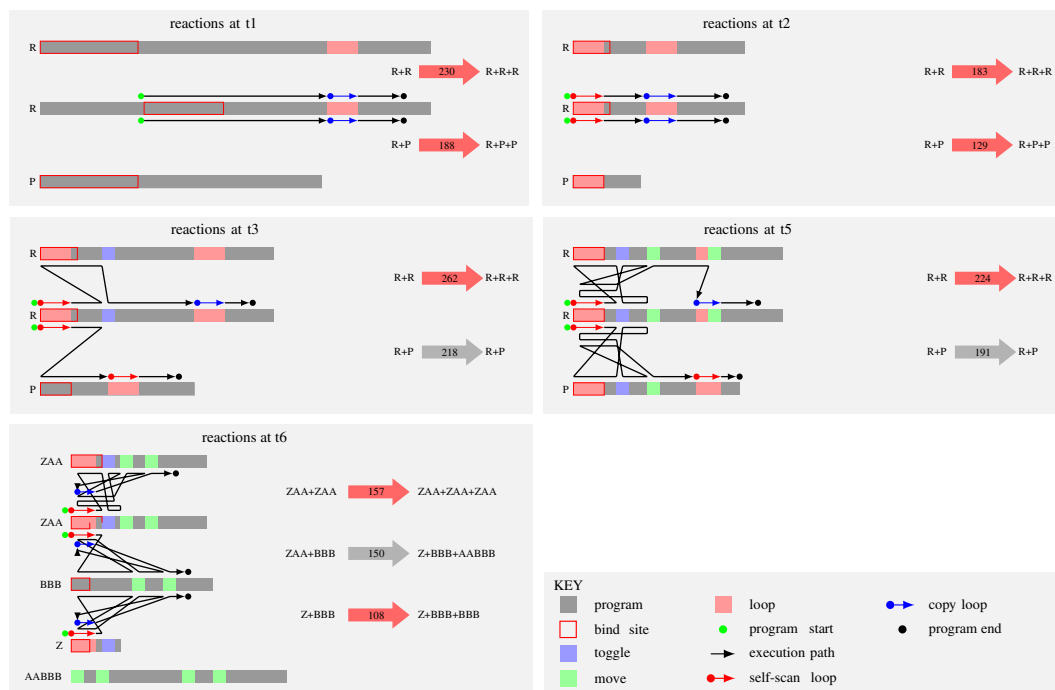 reactions at t1
R
R+R 230 R+R+R
R
R+P 188 R+P+P
P
reactions at t2
R
R+R 183 R+R+R
R
R+P 129 R+P+P
P
reactions at t3
R
R+R 262 R+R+R
R
R+P 218 R+P
P
reactions at t5
R
R+R 224 R+R+R
R
R+P 191 R+P
P
reactions at t6
ZAA
ZAA+ZAA 157 ZAA+ZAA+ZAA
ZAA
ZAA+BBB 150 Z+BBB+AABBB
BBB
Z+BBB 108 Z+BBB+BBB
Z
AABBB
KEY
program loop copy loop
bind site program start program end
toggle execution path
move self-scan loop